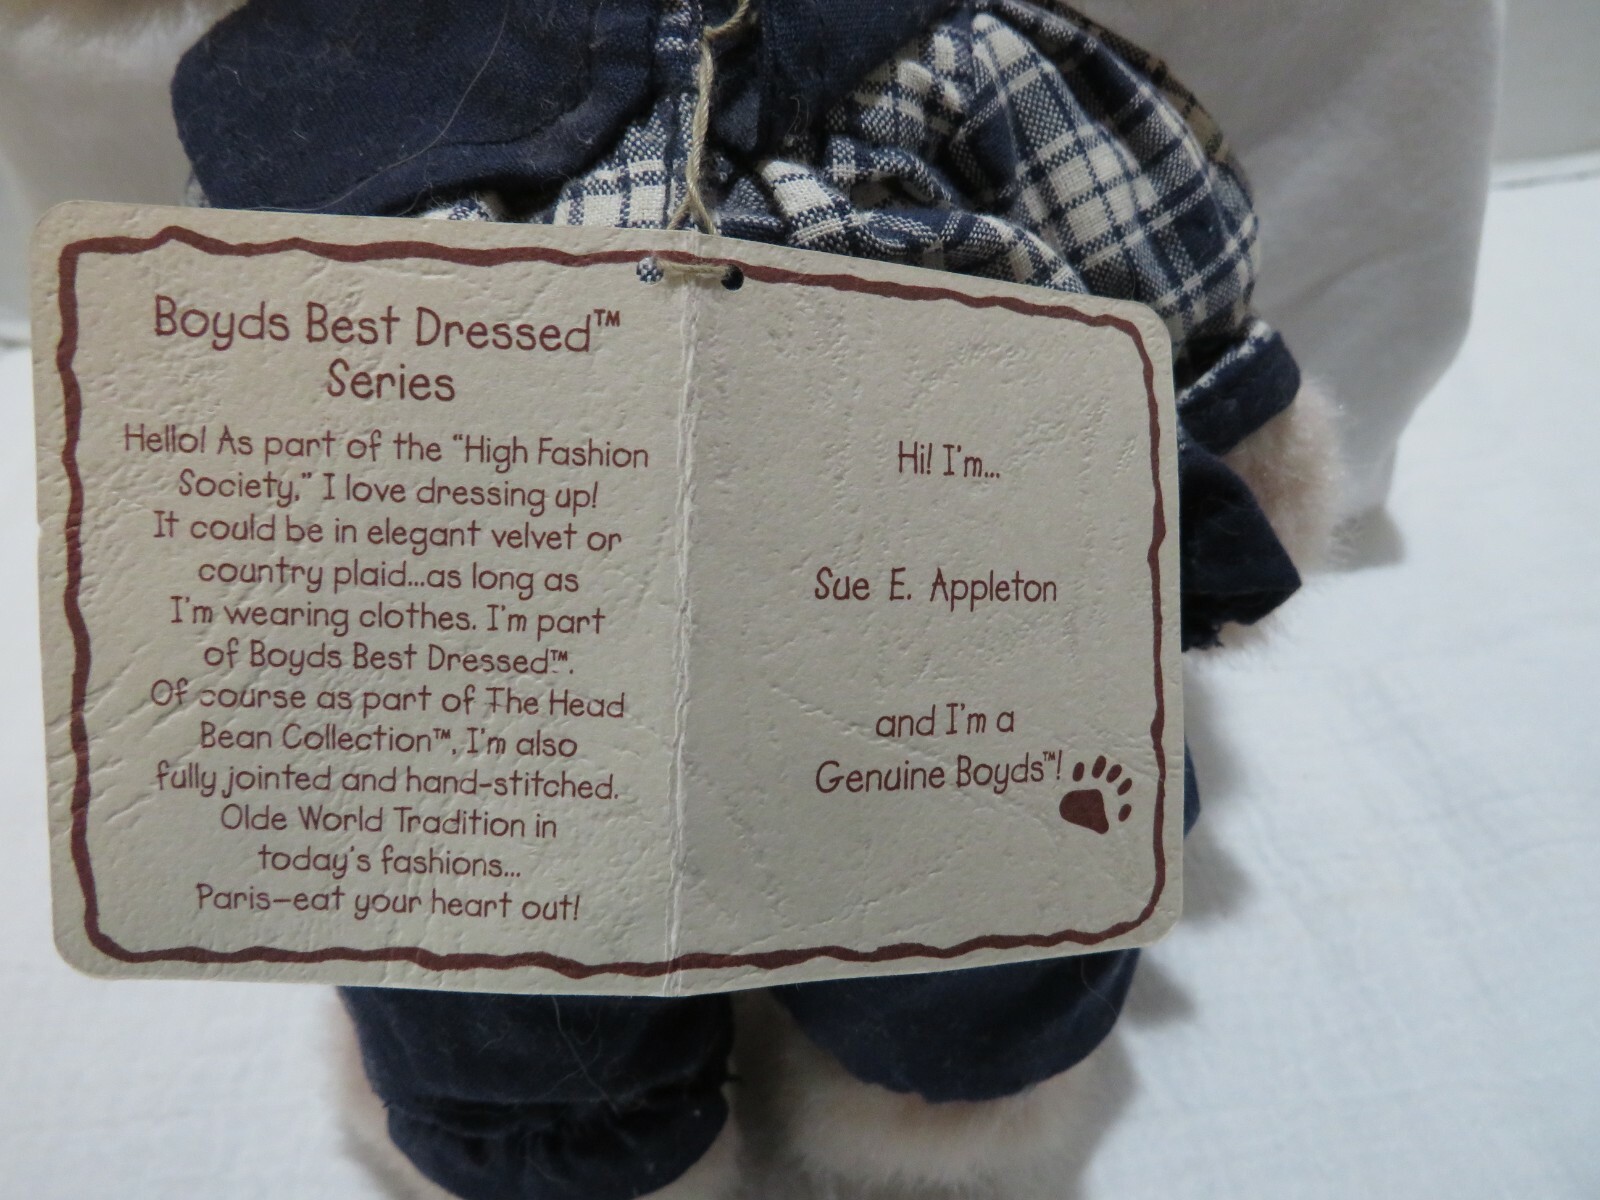 Boyds Best Dressed™
Series
Hello! As part of the "High Fashion
Society," I love dressing up!
It could be in elegant velvet or
country plaid...as long as
I'm wearing clothes. I'm part
of Boyds Best Dressed™.
Of course as part of The Head
Bean Collection™, I'm also
fully jointed and hand-stitched.
Olde World Tradition in
today's fashions...
Paris—eat your heart out!
Hi! I'm...
Sue E. Appleton
and I'm a
Genuine Boyds™!